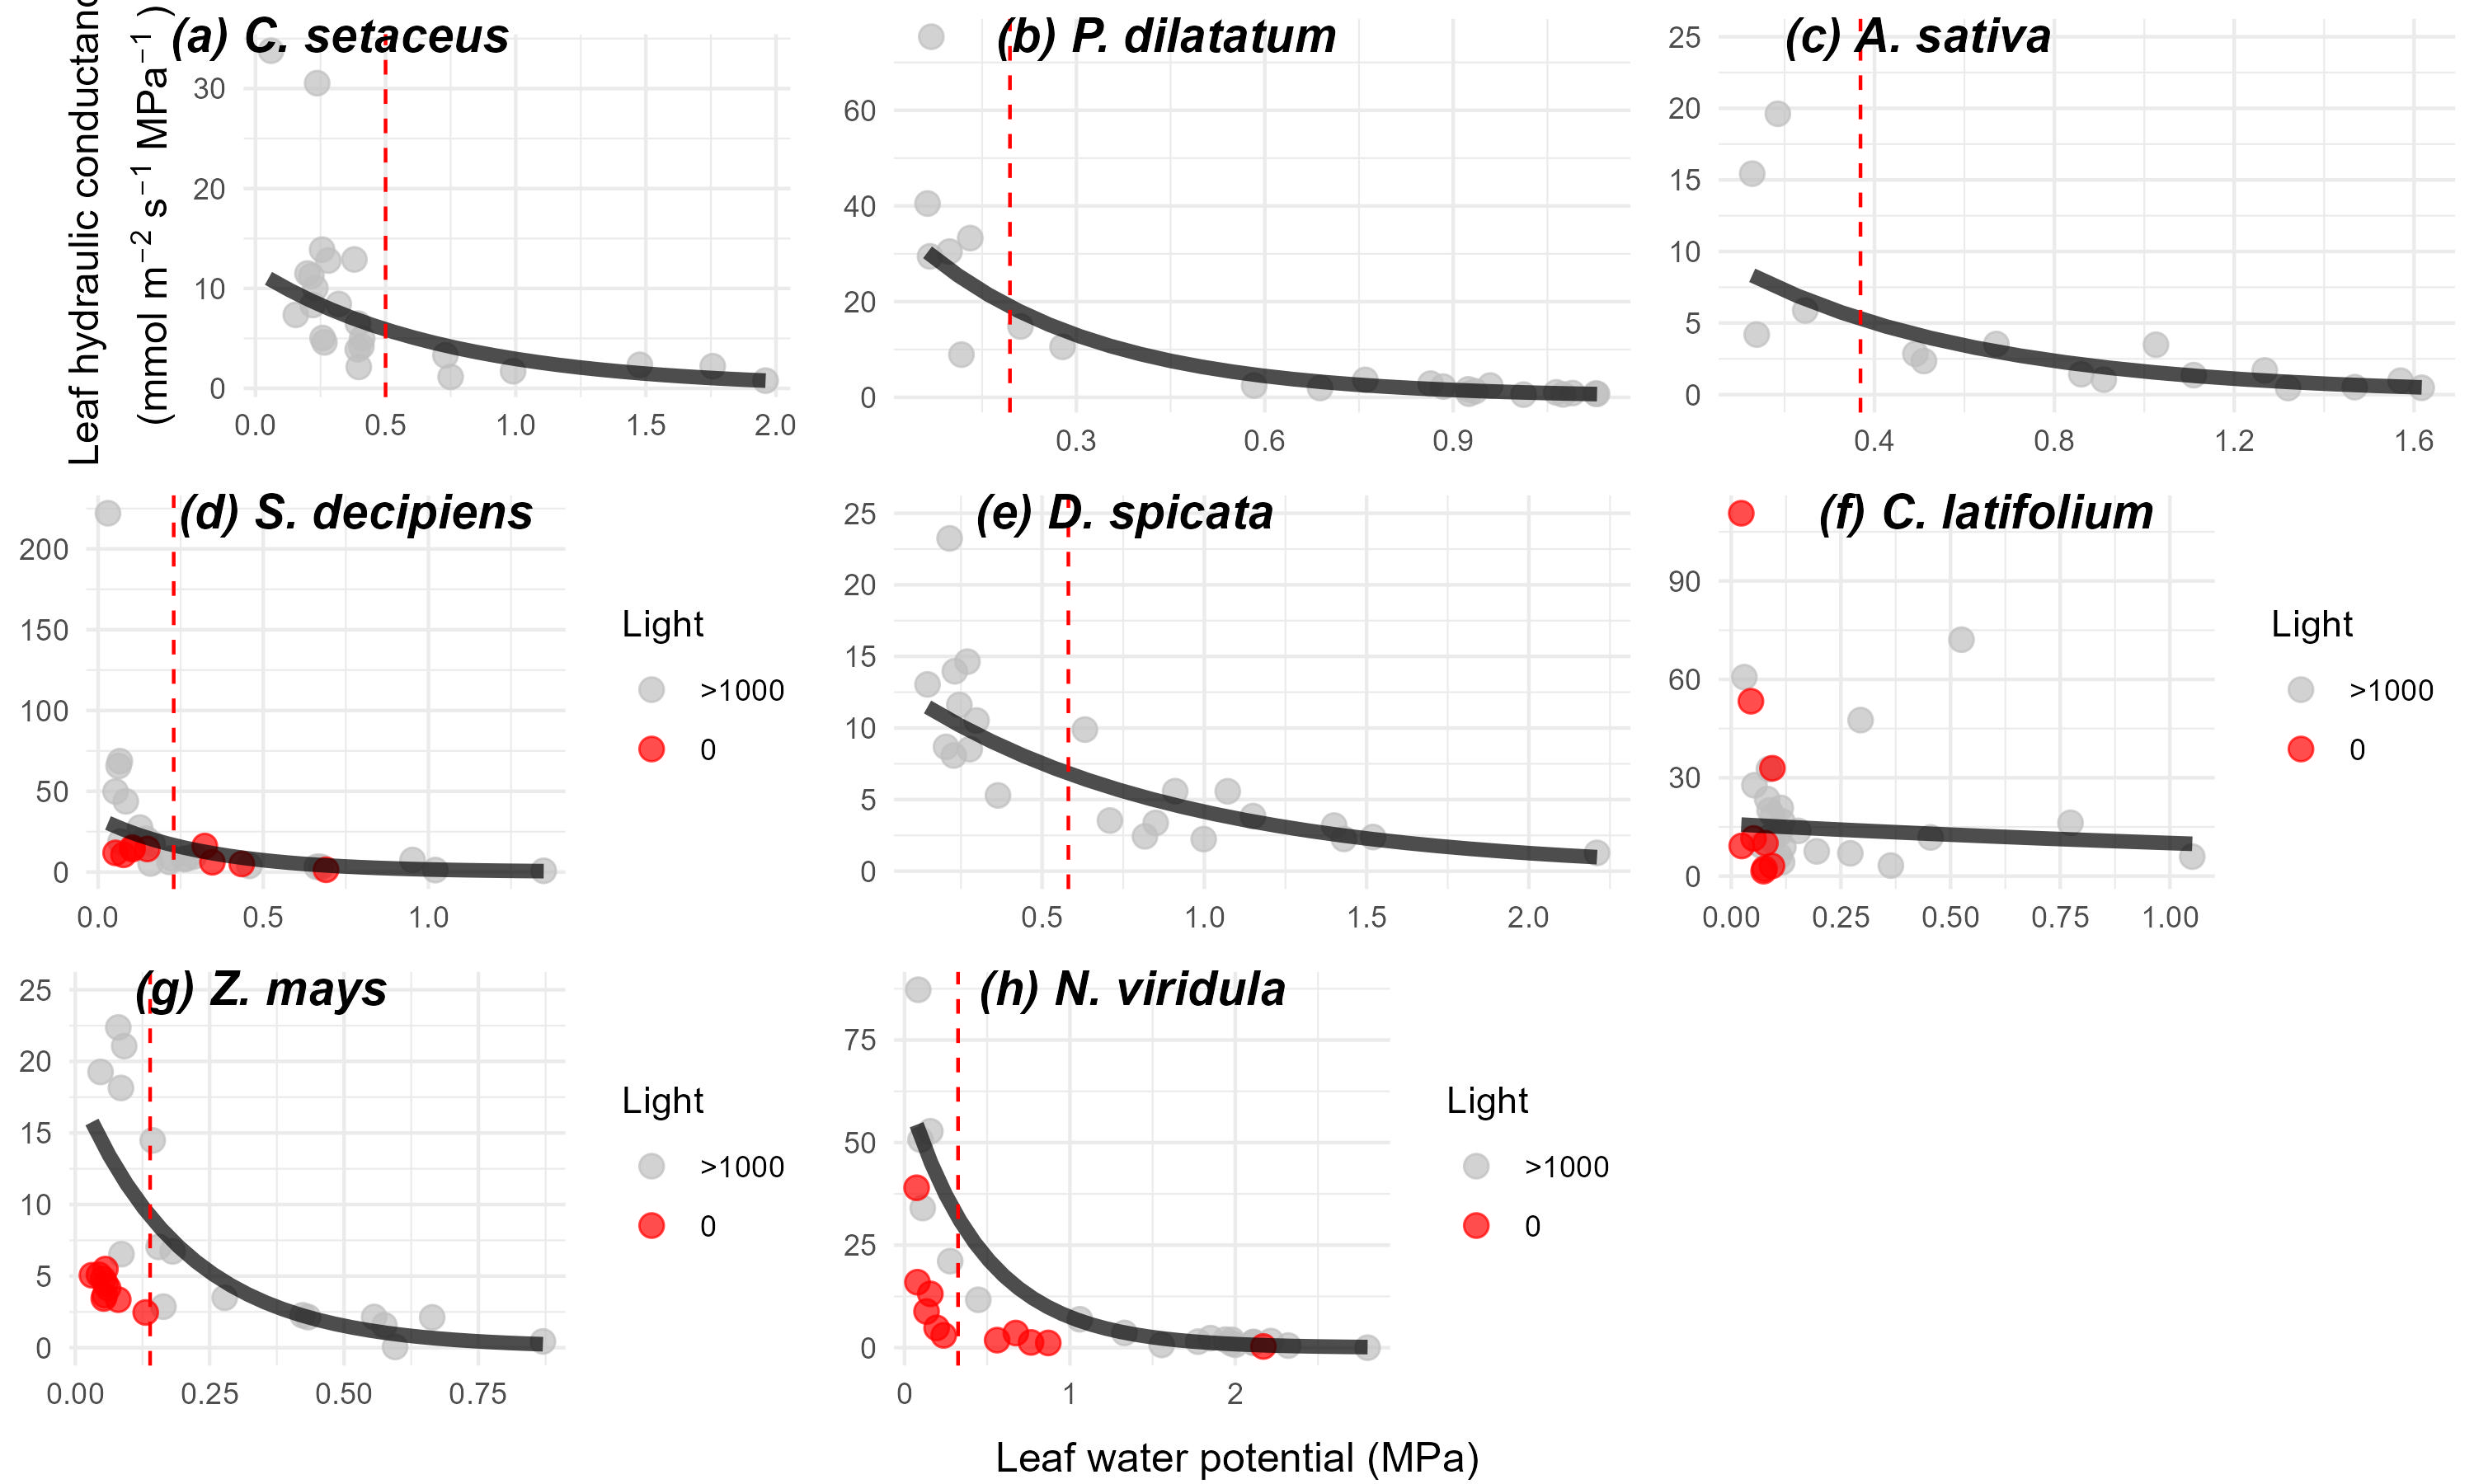 Leaf hydraulic conductanc
(mmol m⁻² s⁻¹ MPa⁻¹ )
(a) C. setaceus
30
20
10
0
0.0 0.5 1.0 1.5 2.0
(b) P. dilatatum
60
40
20
0
0.3 0.6 0.9
(c) A. sativa
25
20
15
10
5
0
0.4 0.8 1.2 1.6
(d) S. decipiens
200
150
100
50
0
0.0 0.5 1.0
Light
>1000
0
(e) D. spicata
25
20
15
10
5
0
0.5 1.0 1.5 2.0
(f) C. latifolium
90
60
30
0
0.00 0.25 0.50 0.75 1.00
Light
>1000
0
(g) Z. mays
25
20
15
10
5
0
0.00 0.25 0.50 0.75
Light
>1000
0
(h) N. viridula
75
50
25
0
0 1 2
Light
>1000
0
Leaf water potential (MPa)